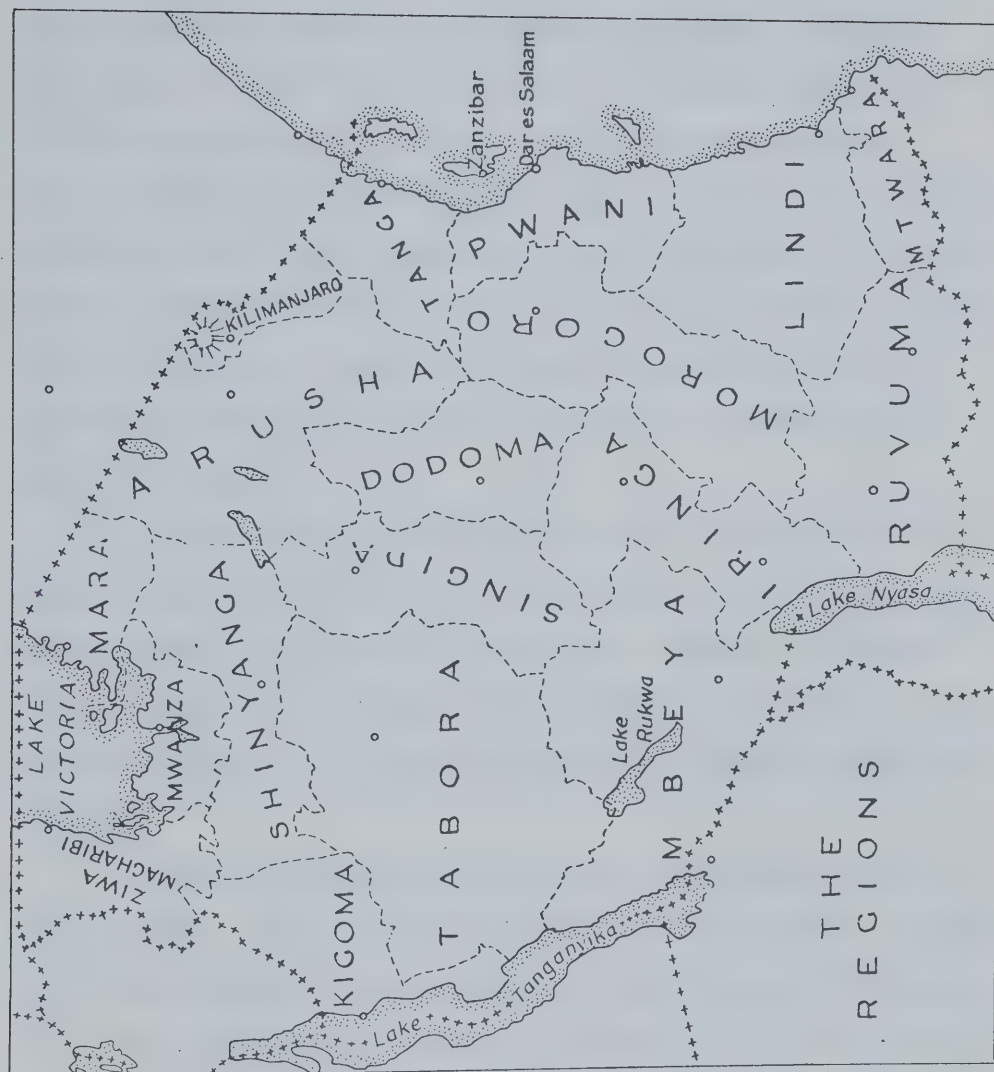 LAKE
VICTORIA
MARA
ZIWA
MACHARIBI
MWANZA
SHINYANGA
ARUSHA
KILIMANJARO
KIGOMA
TABORA
SINGIDA
DODOMA
TANGA
Zanzibar
Dar es Salaam
PWANI
MOROGORO
Lake
Tanganyika
Lake
Rukwa
MBEYA
IRINGA
LINDI
MTWARA
RUVUMA
Lake Nyasa
THE
REGIONS